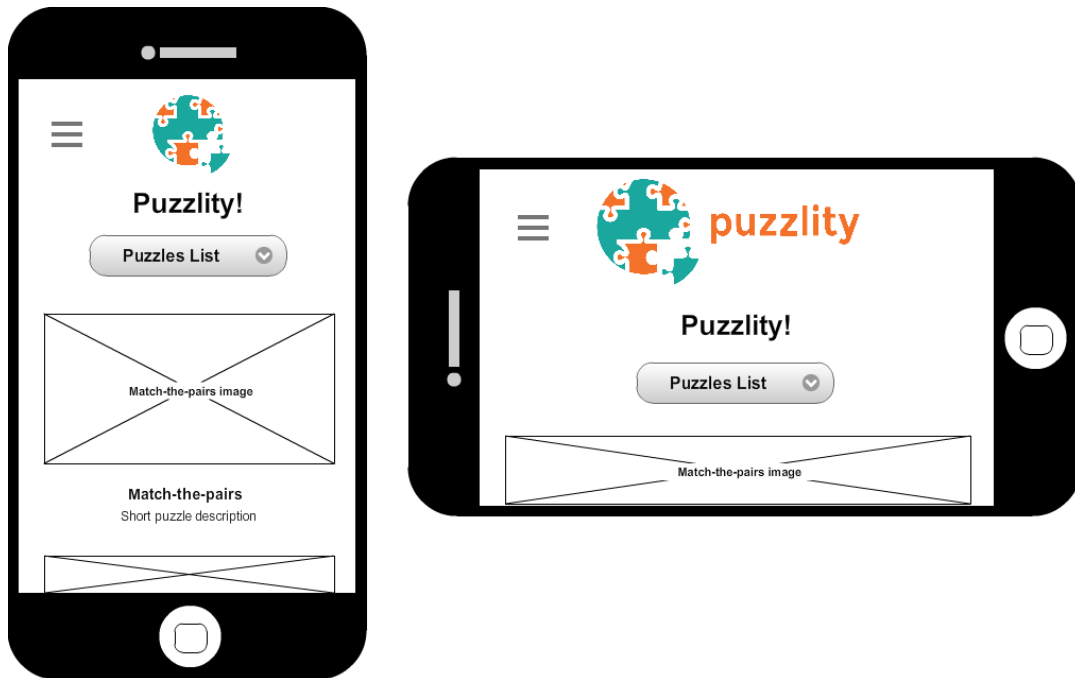 Puzzlity!
Puzzles List
Match-the-pairs image
Match-the-pairs
Short puzzle description
puzzlity
Puzzlity!
Puzzles List
Match-the-pairs image